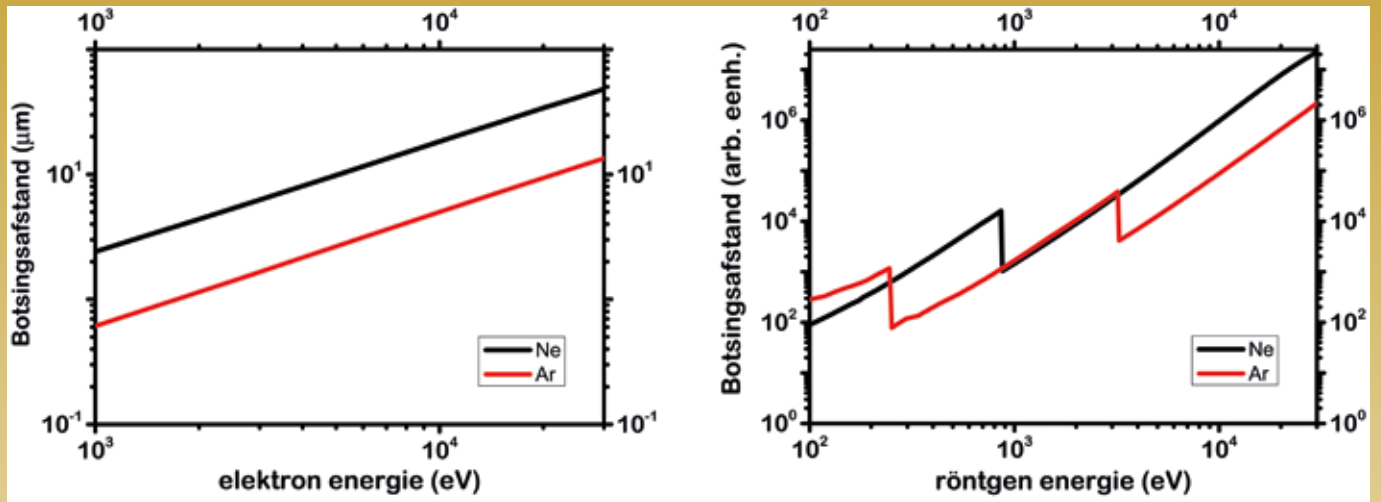 10³ 10⁴
Botsingsafstand (μm)
10¹ 10¹
10⁻¹ 10⁻¹
Ne
Ar
10³ 10⁴
elektron energie (eV)
10² 10³ 10⁴
Botsingsafstand (arb. eenh.)
10⁶ 10⁶
10⁴ 10⁴
10² 10²
10⁰ 10⁰
Ne
Ar
10² 10³ 10⁴
röntgen energie (eV)